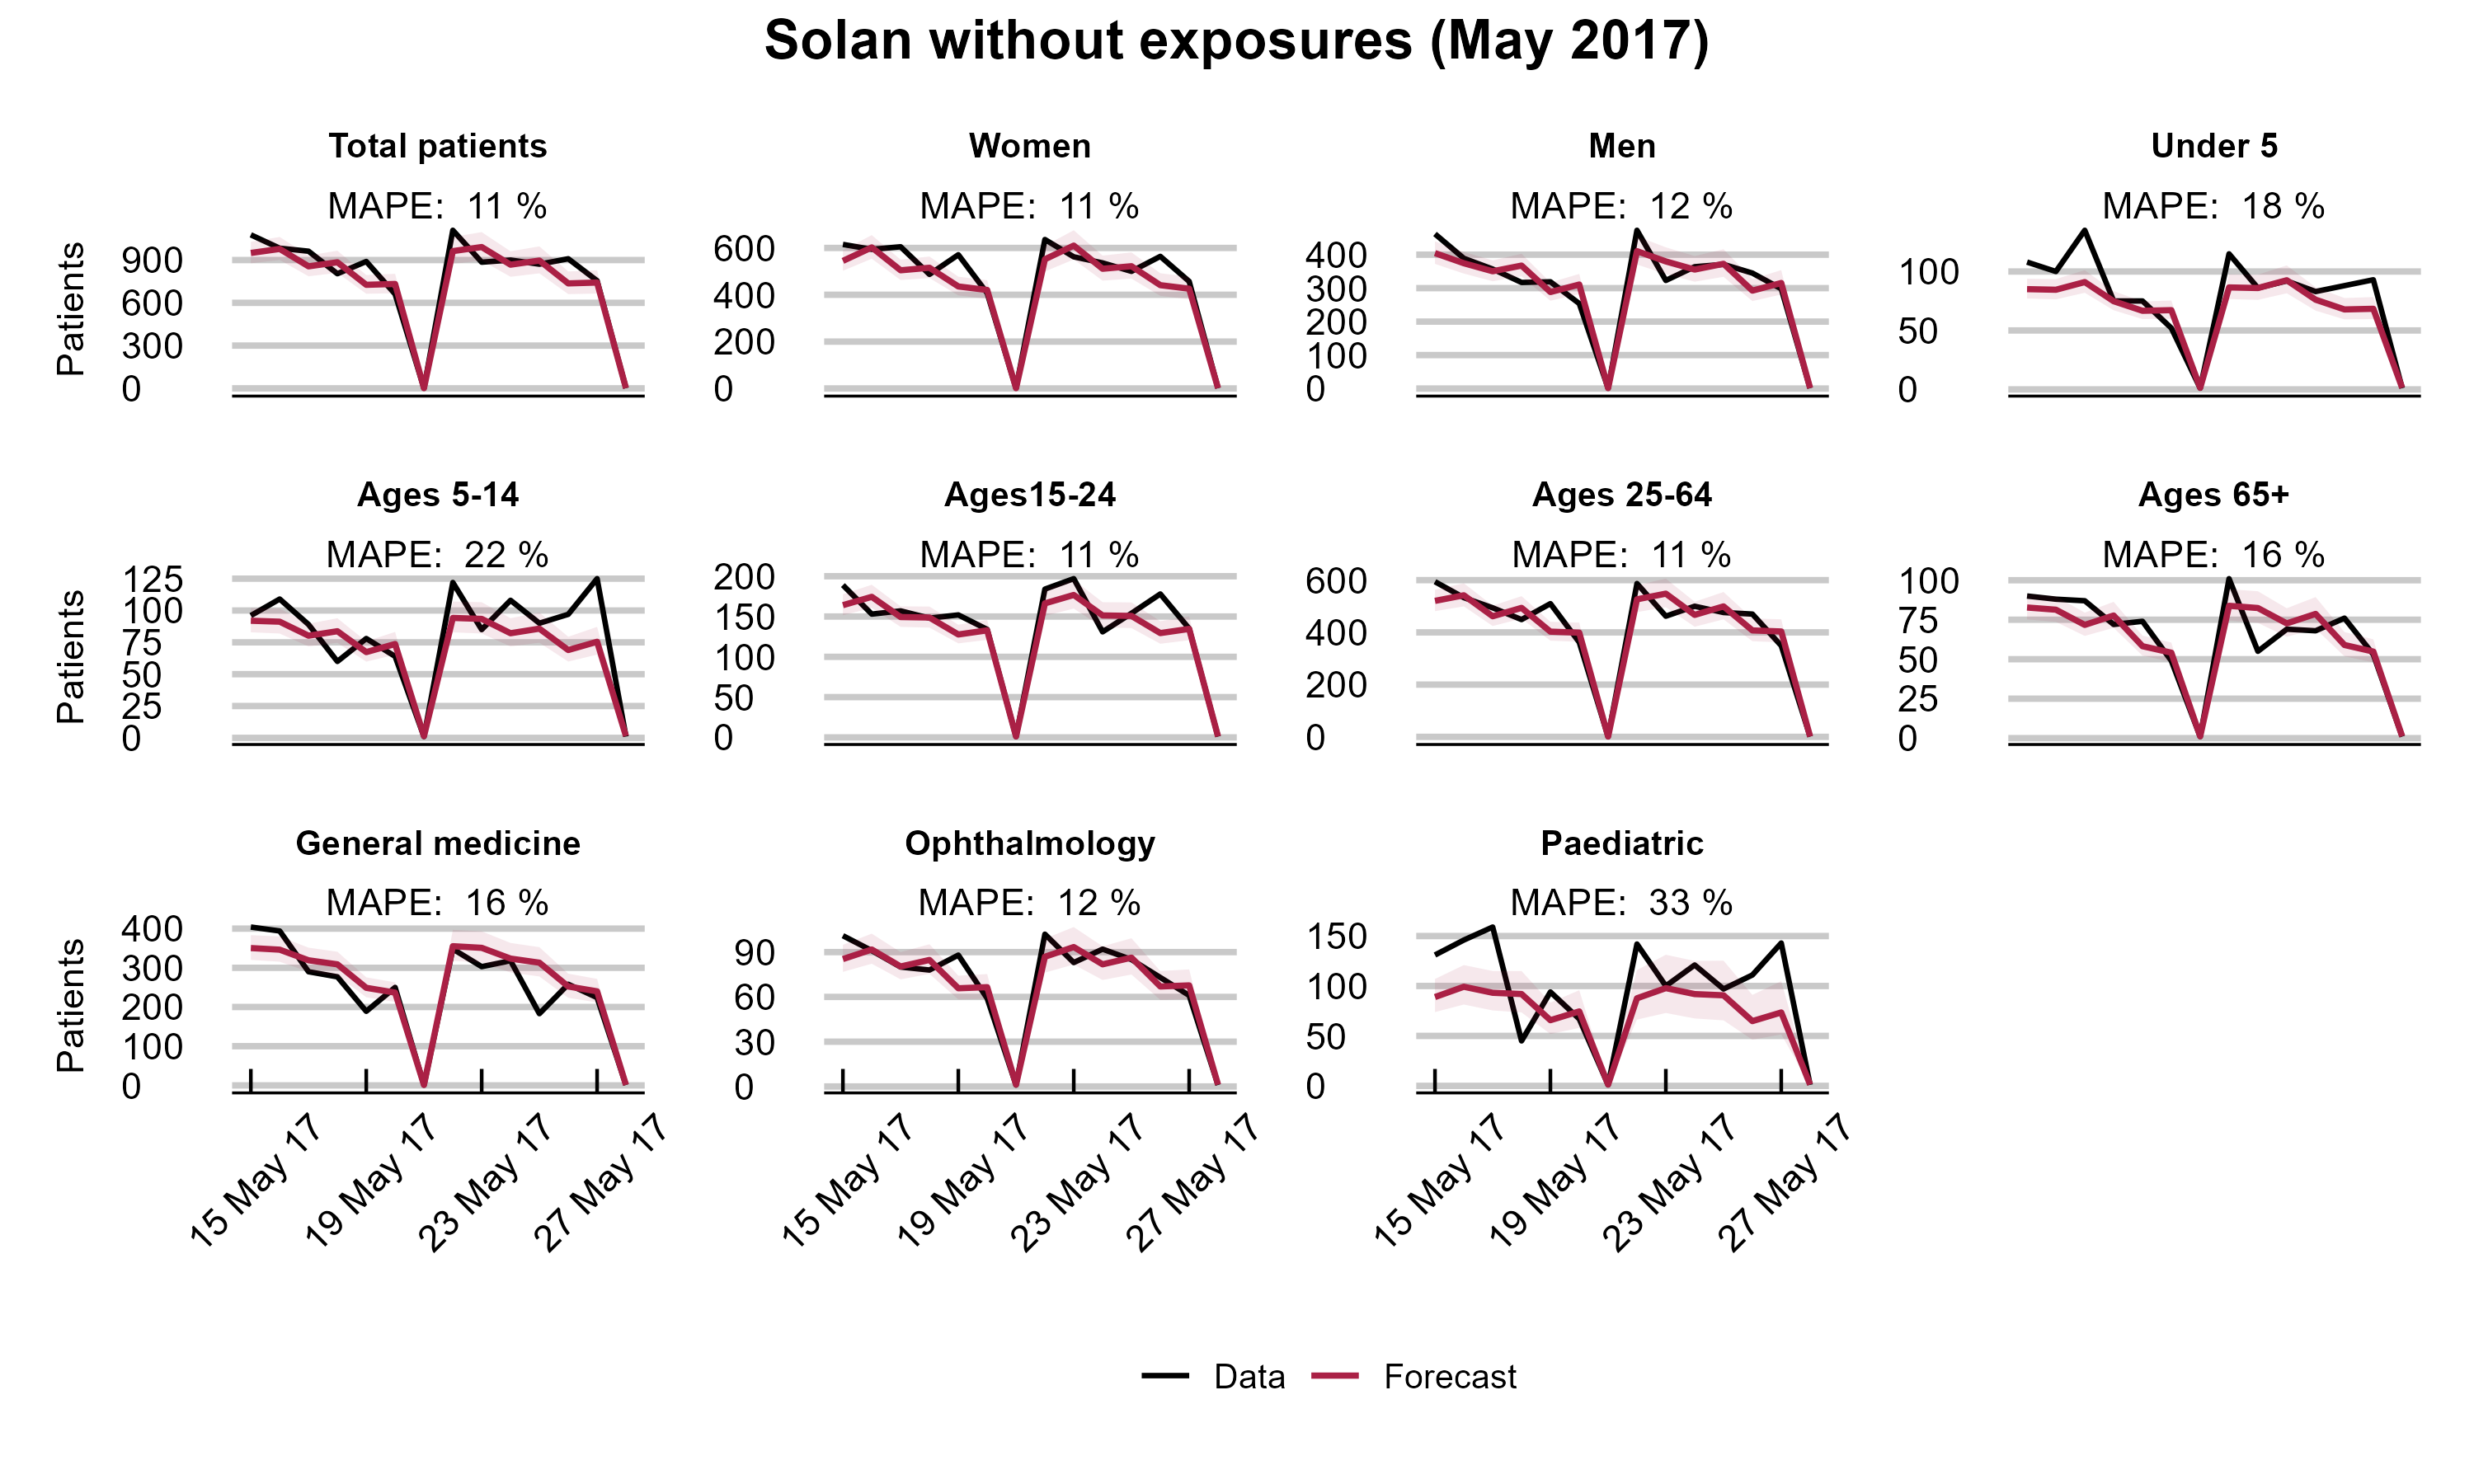 Solan without exposures (May 2017)
Total patients
MAPE:  11 %
Patients
900
600
300
0
Women
MAPE:  11 %
600
400
200
0
Men
MAPE:  12 %
400
300
200
100
0
Under 5
MAPE:  18 %
100
50
0
Ages 5-14
MAPE:  22 %
Patients
125
100
75
50
25
0
Ages15-24
MAPE:  11 %
200
150
100
50
0
Ages 25-64
MAPE:  11 %
600
400
200
0
Ages 65+
MAPE:  16 %
100
75
50
25
0
General medicine
MAPE:  16 %
Patients
400
300
200
100
0
15 May 17
19 May 17
23 May 17
27 May 17
Ophthalmology
MAPE:  12 %
90
60
30
0
15 May 17
19 May 17
23 May 17
27 May 17
Paediatric
MAPE:  33 %
150
100
50
0
15 May 17
19 May 17
23 May 17
27 May 17
Data
Forecast